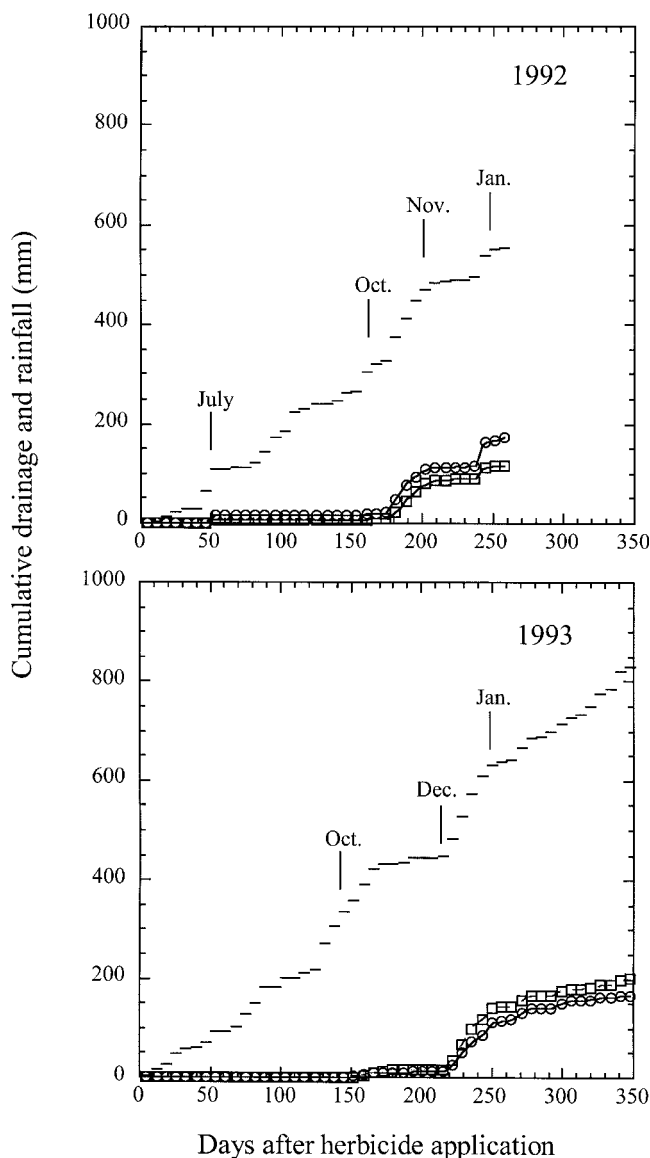 Cumulative drainage and rainfall (mm)
1000
800
600
400
200
0
1992
July
Oct.
Nov.
Jan.
0 50 100 150 200 250 300 350
1000
800
600
400
200
0
1993
Oct.
Dec.
Jan.
0 50 100 150 200 250 300 350
Days after herbicide application